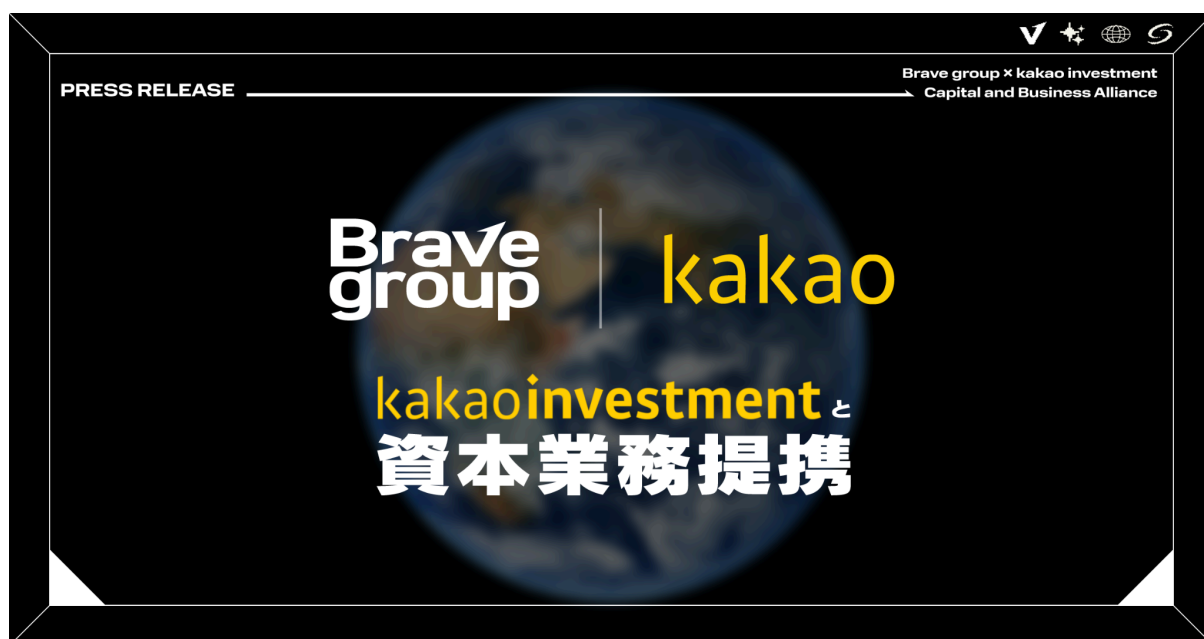 PRESS RELEASE
Brave group × kakao investment
Capital and Business Alliance
Brave
group
kakao
kakaoinvestmentと
資本業務提携